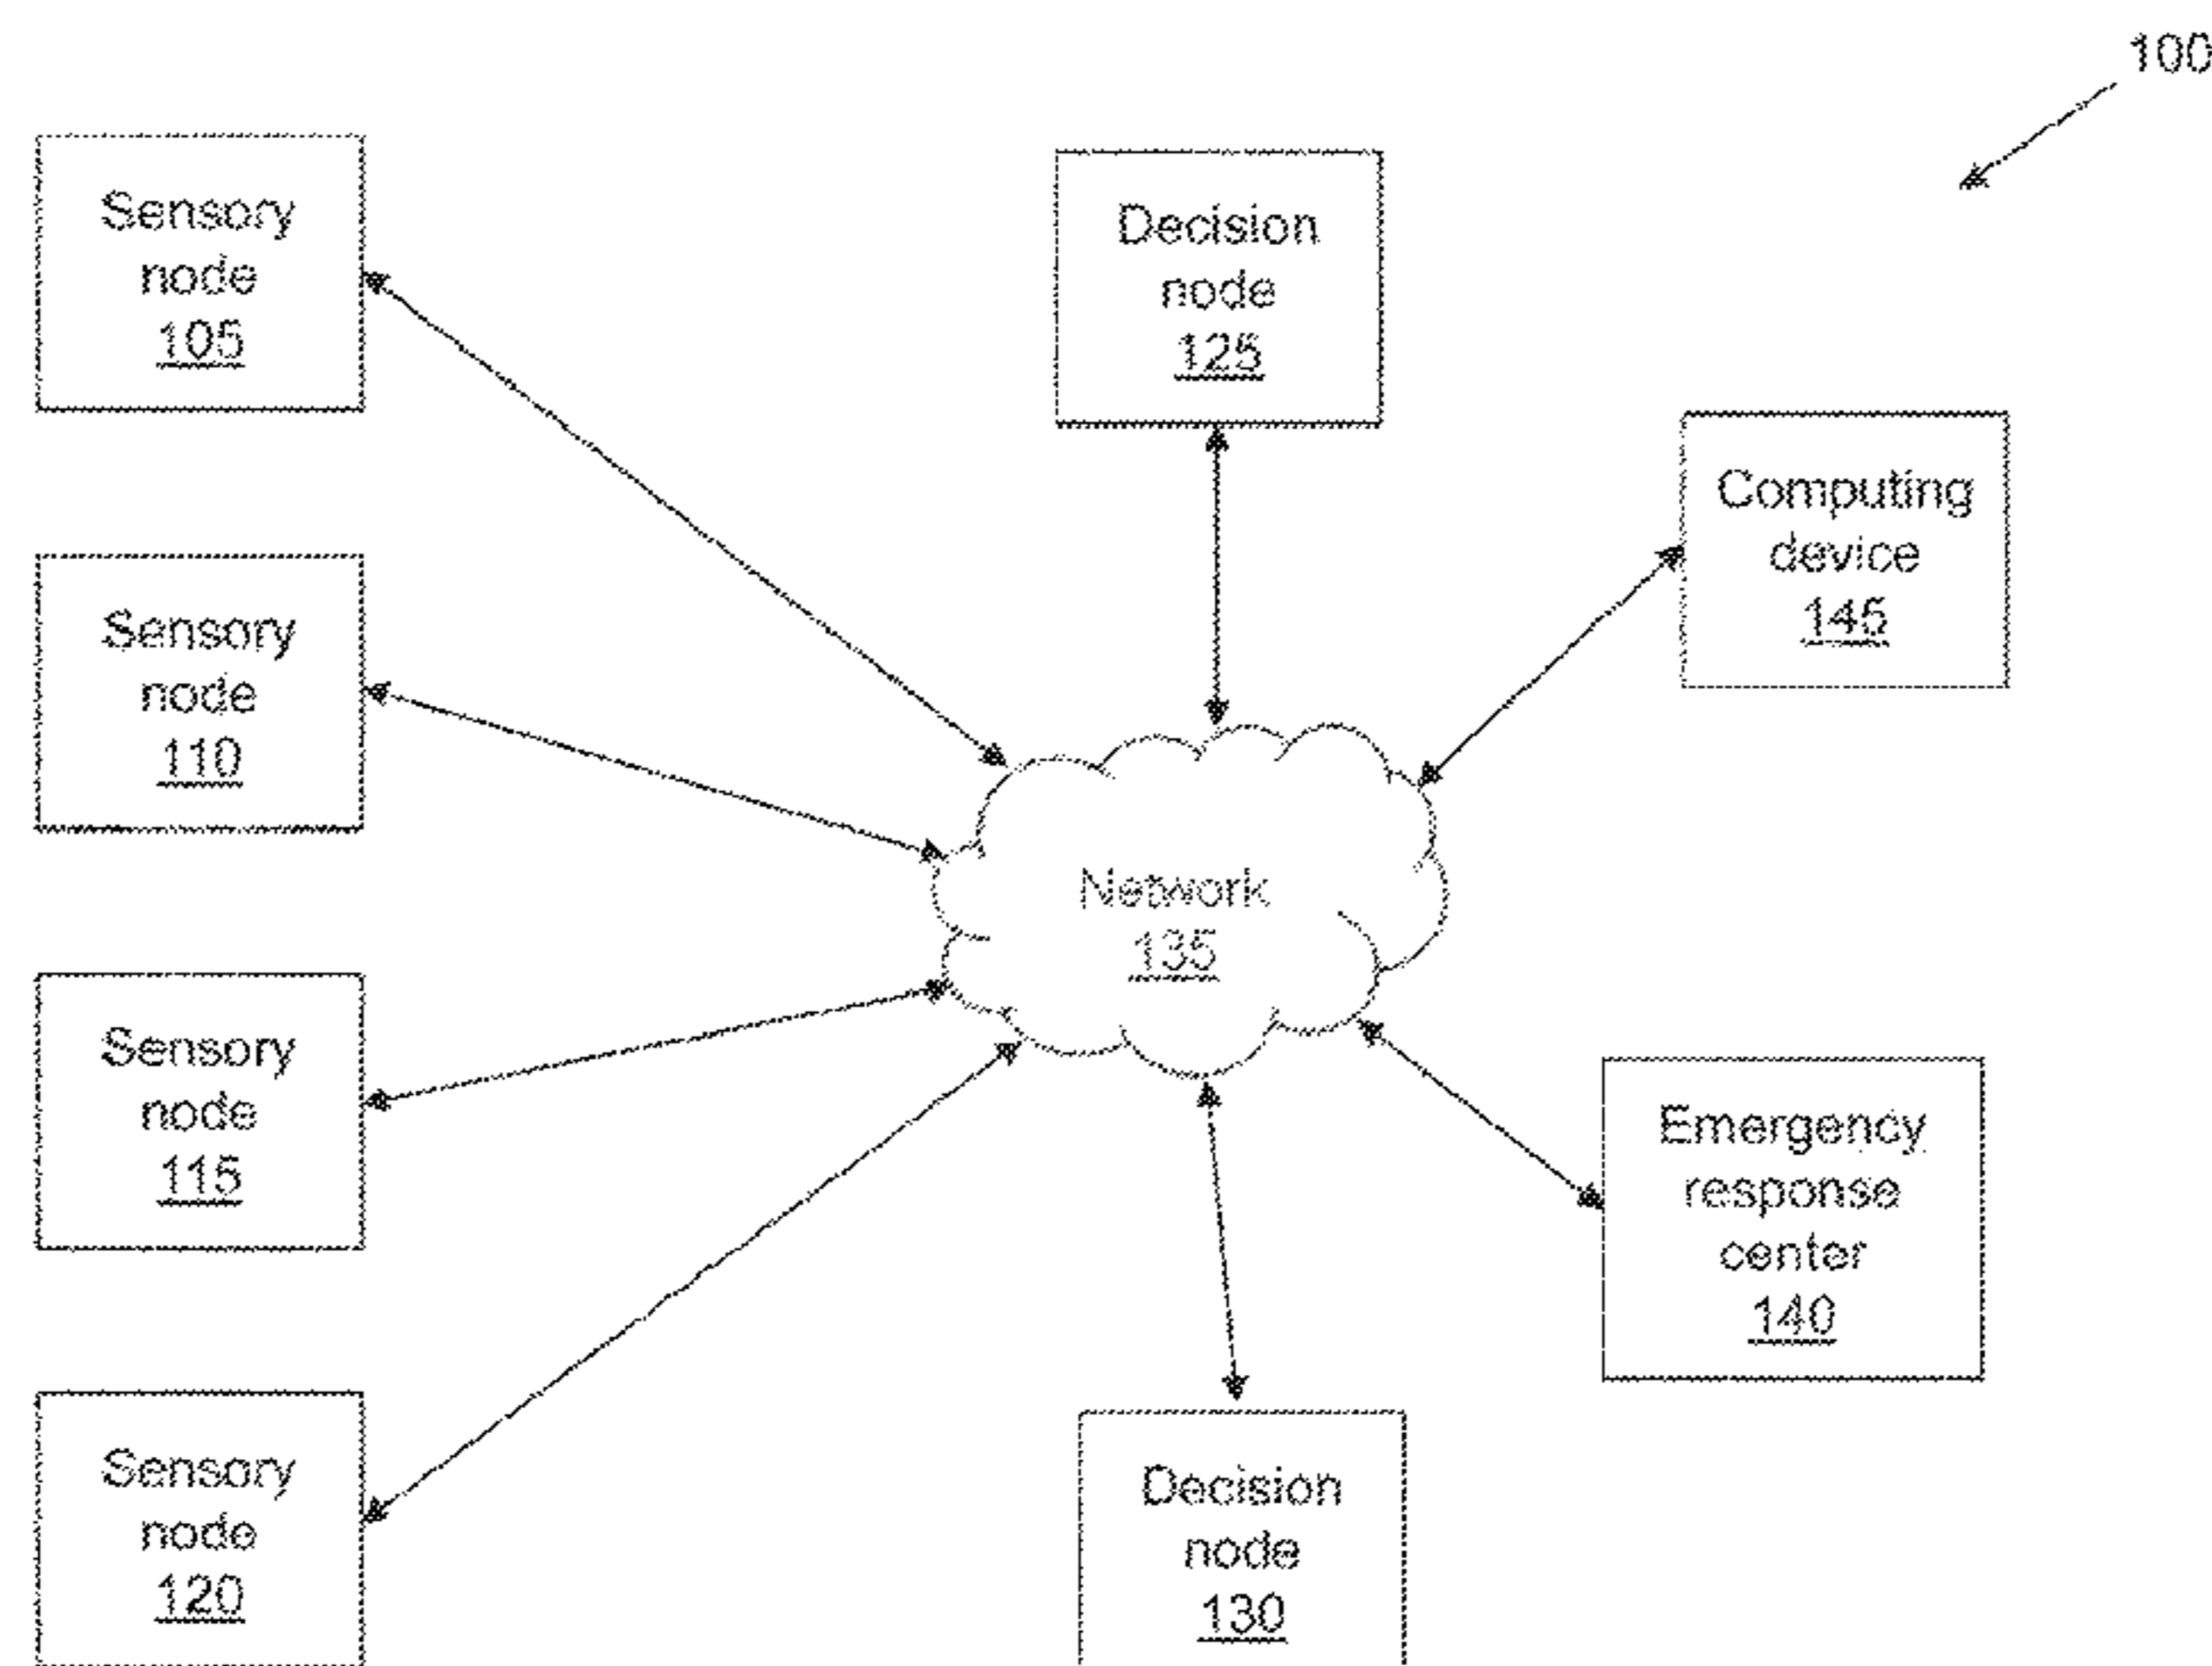 100
Sensory
node
105
Decision
node
125
Computing
device
145
Sensory
node
110
Network
135
Sensory
node
115
Emergency
response
center
140
Sensory
node
120
Decision
node
130